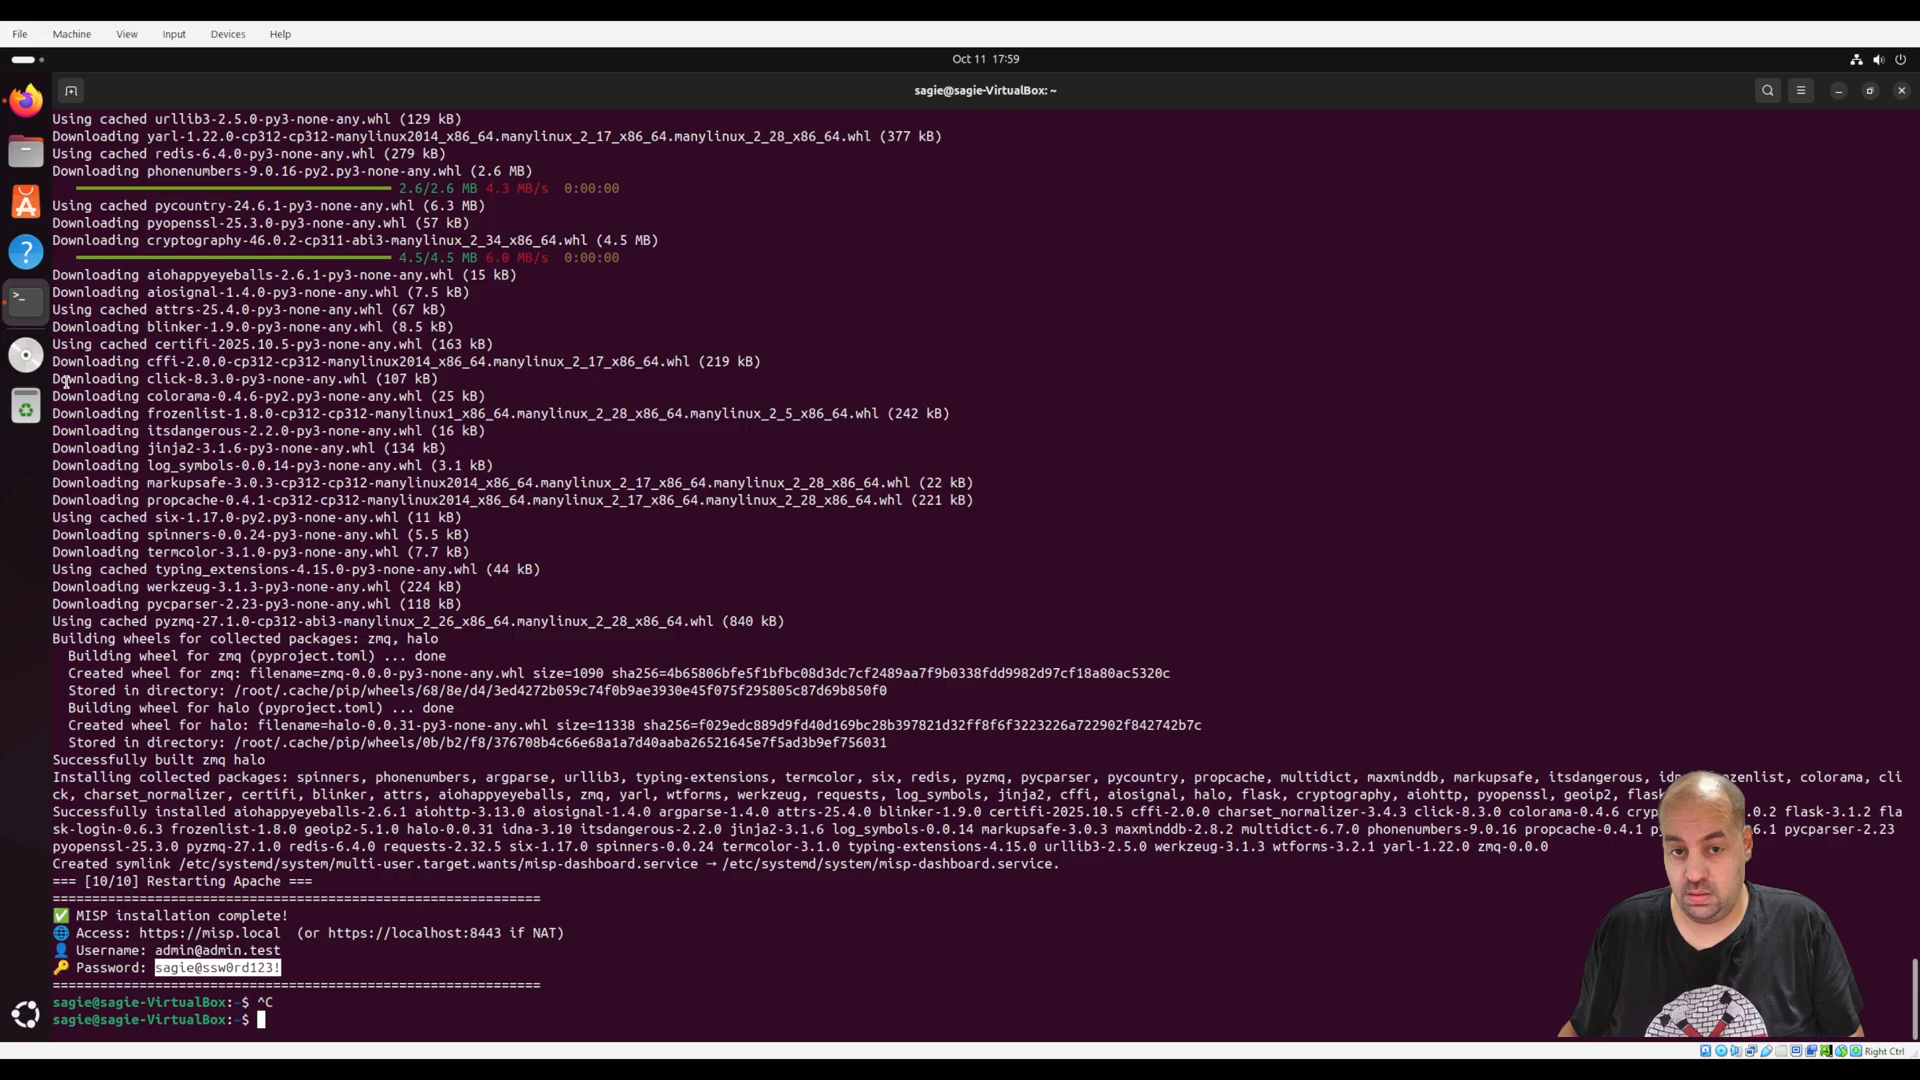 File Machine View Input Devices Help
Oct 11 17:59
sagie@sagie-VirtualBox: ~
Using cached urllib3-2.5.0-py3-none-any.whl (129 kB)
Downloading yarl-1.22.0-cp312-cp312-manylinux2014_x86_64.manylinux_2_17_x86_64.manylinux_2_28_x86_64.whl (377 kB)
Using cached redis-6.4.0-py3-none-any.whl (279 kB)
Downloading phonenumbers-9.0.16-py2.py3-none-any.whl (2.6 MB)
2.6/2.6 MB 4.3 MB/s 0:00:00
Using cached pycountry-24.6.1-py3-none-any.whl (6.3 MB)
Downloading pyopenssl-25.3.0-py3-none-any.whl (57 kB)
Downloading cryptography-46.0.2-cp311-abi3-manylinux_2_34_x86_64.whl (4.5 MB)
4.5/4.5 MB 6.0 MB/s 0:00:00
Downloading aiohappyeyeballs-2.6.1-py3-none-any.whl (15 kB)
Downloading aiosignal-1.4.0-py3-none-any.whl (7.5 kB)
Using cached attrs-25.4.0-py3-none-any.whl (67 kB)
Downloading blinker-1.9.0-py3-none-any.whl (8.5 kB)
Using cached certifi-2025.10.5-py3-none-any.whl (163 kB)
Downloading cffi-2.0.0-cp312-cp312-manylinux2014_x86_64.manylinux_2_17_x86_64.whl (219 kB)
Downloading click-8.3.0-py3-none-any.whl (107 kB)
Downloading colorama-0.4.6-py2.py3-none-any.whl (25 kB)
Downloading frozenlist-1.8.0-cp312-cp312-manylinux1_x86_64.manylinux_2_28_x86_64.manylinux_2_5_x86_64.whl (242 kB)
Downloading itsdangerous-2.2.0-py3-none-any.whl (16 kB)
Downloading jinja2-3.1.6-py3-none-any.whl (134 kB)
Downloading log_symbols-0.0.14-py3-none-any.whl (3.1 kB)
Downloading markupsafe-3.0.3-cp312-cp312-manylinux2014_x86_64.manylinux_2_17_x86_64.manylinux_2_28_x86_64.whl (22 kB)
Downloading propcache-0.4.1-cp312-cp312-manylinux2014_x86_64.manylinux_2_17_x86_64.manylinux_2_28_x86_64.whl (221 kB)
Using cached six-1.17.0-py2.py3-none-any.whl (11 kB)
Downloading spinners-0.0.24-py3-none-any.whl (5.5 kB)
Downloading termcolor-3.1.0-py3-none-any.whl (7.7 kB)
Using cached typing_extensions-4.15.0-py3-none-any.whl (44 kB)
Downloading werkzeug-3.1.3-py3-none-any.whl (224 kB)
Downloading pycparser-2.23-py3-none-any.whl (118 kB)
Using cached pyzmq-27.1.0-cp312-abi3-manylinux_2_26_x86_64.manylinux_2_28_x86_64.whl (840 kB)
Building wheels for collected packages: zmq, halo
Building wheel for zmq (pyproject.toml) ... done
Created wheel for zmq: filename=zmq-0.0.0-py3-none-any.whl size=1090 sha256=4b65806bfe5f1bfbc08d3dc7cf2489aa7f9b0338fdd9982d97cf18a80ac5320c
Stored in directory: /root/.cache/pip/wheels/68/8e/d4/3ed4272b059c74f0b9ae3930e45f075f295805c87d69b850f0
Building wheel for halo (pyproject.toml) ... done
Created wheel for halo: filename=halo-0.0.31-py3-none-any.whl size=11338 sha256=f029edc889d9fd40d169bc28b397821d32ff8f6f3223226a722902f842742b7c
Stored in directory: /root/.cache/pip/wheels/0b/b2/f8/376708b4c66e68a1a7d40aaba26521645e7f5ad3b9ef756031
Successfully built zmq halo
Installing collected packages: spinners, phonenumbers, argparse, urllib3, typing-extensions, termcolor, six, redis, pyzmq, pycparser, pycountry, propcache, multidict, maxminddb, markupsafe, itsdangerous, colorama, cli
ck, charset_normalizer, certifi, blinker, attrs, aiohappyeyeballs, zmq, yarl, wtforms, werkzeug, requests, log_symbols, jinja2, cffi, aiosignal, halo, flask, cryptography, aiohttp, pyopenssl, geoip2,
Successfully installed aiohappyeyeballs-2.6.1 aiohttp-3.13.0 aiosignal-1.4.0 argparse-1.4.0 attrs-25.4.0 blinker-1.9.0 certifi-2025.10.5 cffi-2.0.0 charset_normalizer-3.4.3 click-8.3.0 colorama-0.4.6 flask-3.1.2 fla
sk-login-0.6.3 frozenlist-1.8.0 geoip2-5.1.0 halo-0.0.31 idna-3.10 itsdangerous-2.2.0 jinja2-3.1.6 log_symbols-0.0.14 markupsafe-3.0.3 maxminddb-2.8.2 multidict-6.7.0 phonenumbers-9.0.16 propcache-0.4.1 pycparser-2.23
pyopenssl-25.3.0 pyzmq-27.1.0 redis-6.4.0 requests-2.32.5 six-1.17.0 spinners-0.0.24 termcolor-3.1.0 typing-extensions-4.15.0 urllib3-2.5.0 werkzeug-3.1.3 wtforms-3.2.1 yarl-1.22.0 zmq-0.0.0
Created symlink /etc/systemd/system/multi-user.target.wants/misp-dashboard.service → /etc/systemd/system/misp-dashboard.service.
=== [10/10] Restarting Apache ===
==============================================================
✅ MISP installation complete!
🌐 Access: https://misp.local (or https://localhost:8443 if NAT)
👤 Username: admin@admin.test
🔑 Password: sagie@ssw0rd123!
==============================================================
sagie@sagie-VirtualBox:~$ ^C
sagie@sagie-VirtualBox:~$
Right Ctrl